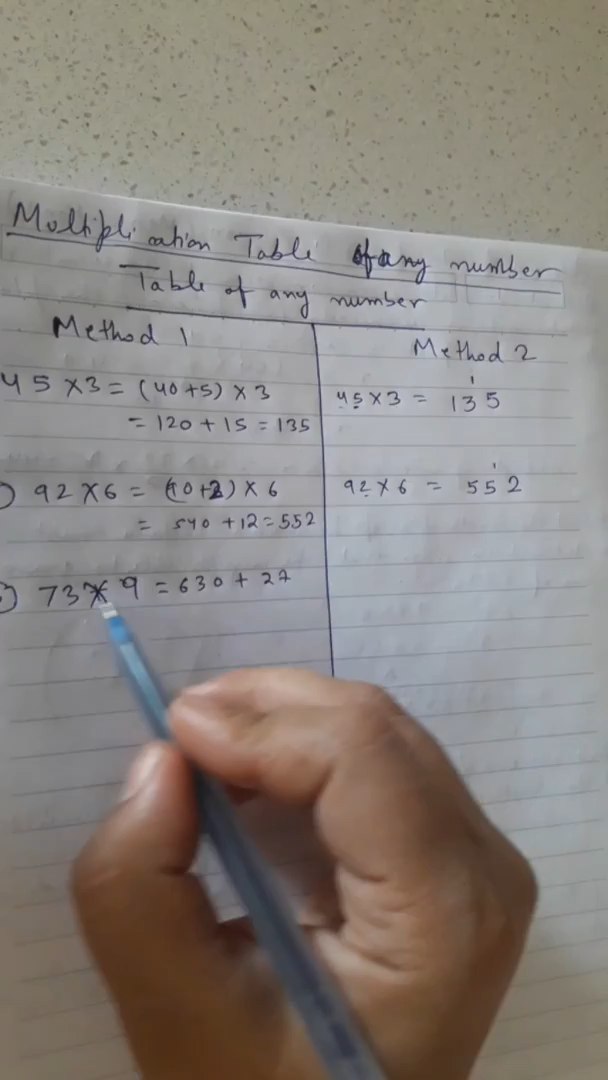 Multiplication Table of any number
Table of any number
Method 1
45 × 3 = (40 + 5) × 3
= 120 + 15 = 135
92 × 6 = (90 + 2) × 6
= 540 + 12 = 552
73 × 9 = 630 + 27
Method 2
45 × 3 = 135
1
92 × 6 = 552
1